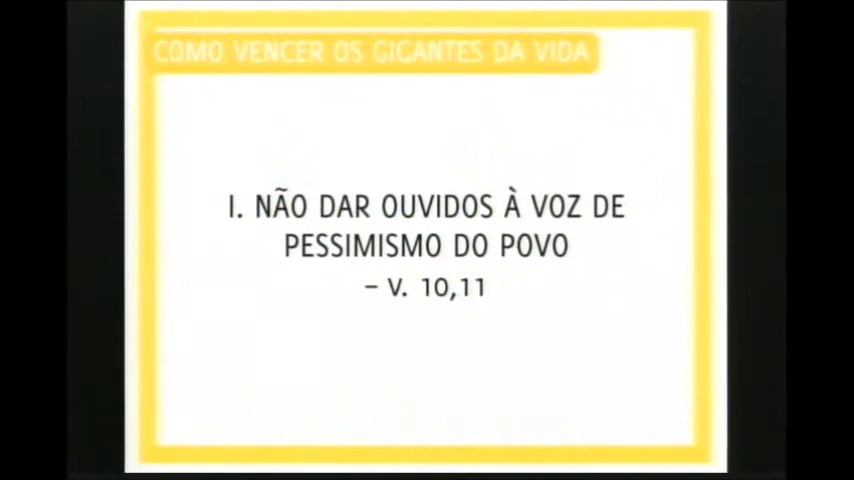 COMO VENCER OS GIGANTES DA VIDA
I. NÃO DAR OUVIDOS À VOZ DE
PESSIMISMO DO POVO
– V. 10,11